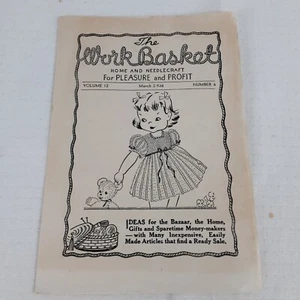 The
Work Basket
HOME AND NEEDLECRAFT
For PLEASURE and PROFIT
VOLUME 13 March NUMBER 6
IDEAS for the Bazaar, the Home,
Gifts and Sparetime Money-makers
—with Many Inexpensive, Easily
Made Articles that find a Ready Sale.